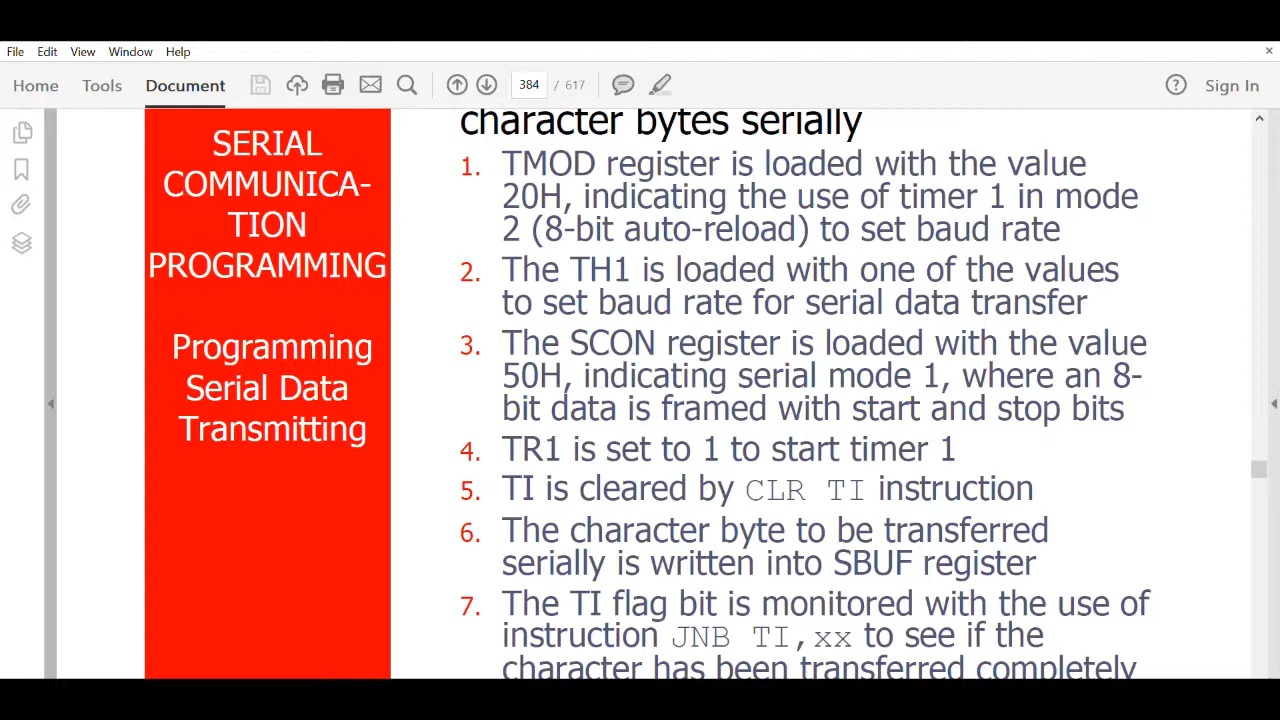 File Edit View Window Help
Home Tools Document 384 / 617 Sign In
SERIAL
COMMUNICA-
TION
PROGRAMMING
Programming
Serial Data
Transmitting
character bytes serially
1. TMOD register is loaded with the value
20H, indicating the use of timer 1 in mode
2 (8-bit auto-reload) to set baud rate
2. The TH1 is loaded with one of the values
to set baud rate for serial data transfer
3. The SCON register is loaded with the value
50H, indicating serial mode 1, where an 8-
bit data is framed with start and stop bits
4. TR1 is set to 1 to start timer 1
5. TI is cleared by CLR TI instruction
6. The character byte to be transferred
serially is written into SBUF register
7. The TI flag bit is monitored with the use of
instruction JNB TI,xx to see if the
character has been transferred completely